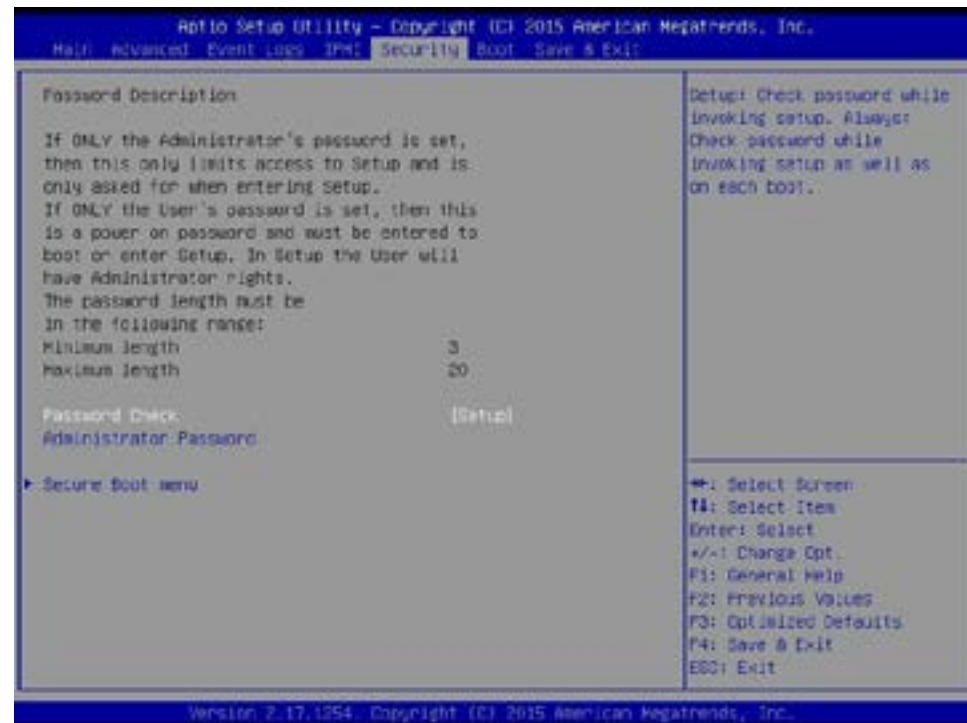 Aptio Setup Utility – Copyright (C) 2015 American Megatrends, Inc.
Main Advanced Event Logs IPMI Security Boot Save & Exit
Password Description
If ONLY the Administrator's password is set,
then this only limits access to Setup and is
only asked for when entering Setup.
If ONLY the User's password is set, then this
is a power on password and must be entered to
boot or enter Setup. In Setup the User will
have Administrator rights.
The password length must be
in the following range:
Minimum length 3
Maximum length 20
Password Check [Setup]
Administrator Password
Secure Boot menu
Setup: Check password while
invoking setup. Always:
Check password while
invoking setup as well as
on each boot.
→←: Select Screen
↑↓: Select Item
Enter: Select
+/-: Change Opt.
F1: General Help
F2: Previous Values
F3: Optimized Defaults
F4: Save & Exit
ESC: Exit
Version 2.17.1254. Copyright (C) 2015 American Megatrends, Inc.